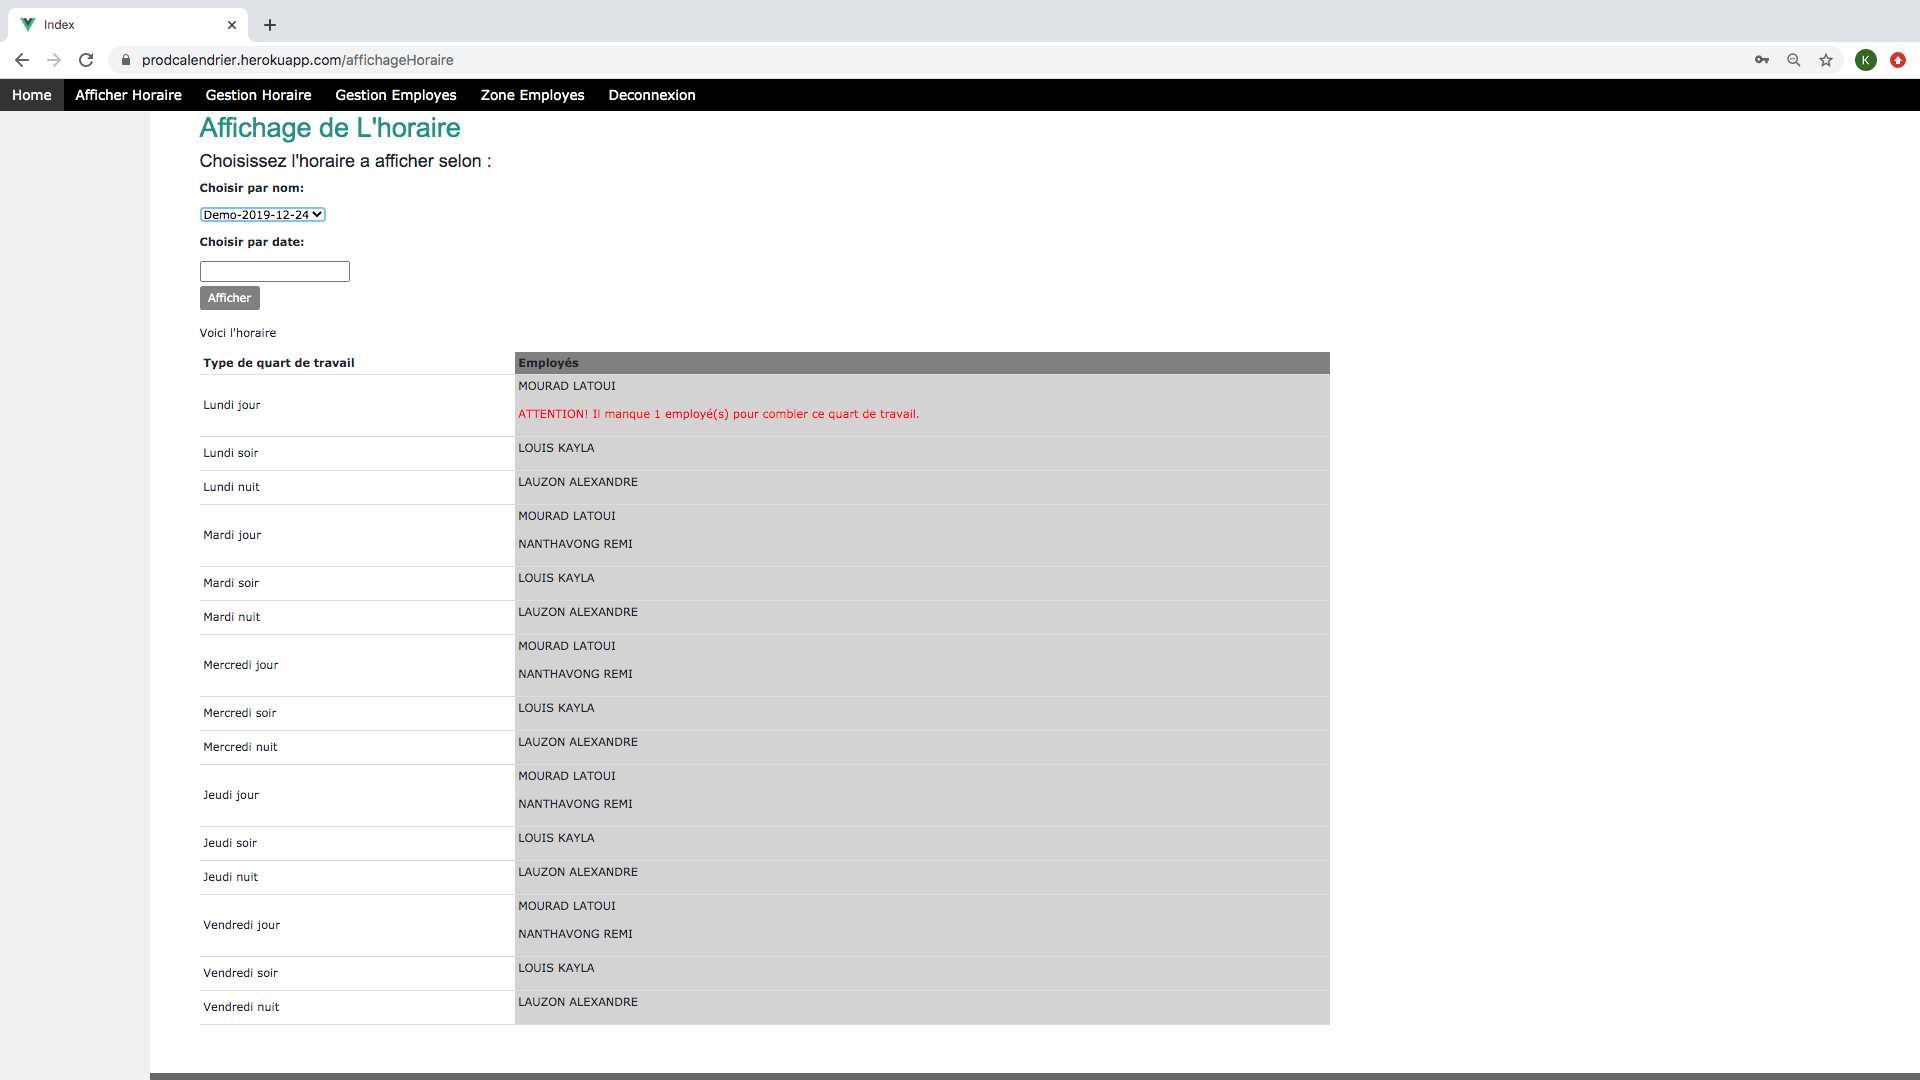 Index
prodcalendrier.herokuapp.com/affichageHoraire
K
Home Afficher Horaire Gestion Horaire Gestion Employes Zone Employes Deconnexion
Affichage de L'horaire
Choisissez l'horaire a afficher selon :
Choisir par nom:
Demo-2019-12-24
Choisir par date:
Afficher
Voici l'horaire
Type de quart de travail Employés
Lundi jour
MOURAD LATOUI
ATTENTION! Il manque 1 employé(s) pour combler ce quart de travail.
Lundi soir LOUIS KAYLA
Lundi nuit LAUZON ALEXANDRE
Mardi jour
MOURAD LATOUI
NANTHAVONG REMI
Mardi soir LOUIS KAYLA
Mardi nuit LAUZON ALEXANDRE
Mercredi jour
MOURAD LATOUI
NANTHAVONG REMI
Mercredi soir LOUIS KAYLA
Mercredi nuit LAUZON ALEXANDRE
Jeudi jour
MOURAD LATOUI
NANTHAVONG REMI
Jeudi soir LOUIS KAYLA
Jeudi nuit LAUZON ALEXANDRE
Vendredi jour
MOURAD LATOUI
NANTHAVONG REMI
Vendredi soir LOUIS KAYLA
Vendredi nuit LAUZON ALEXANDRE